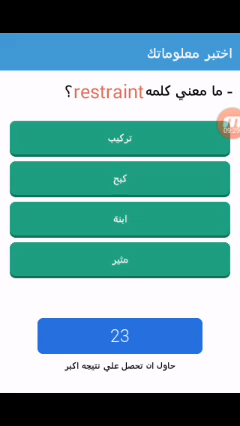 اختبر معلوماتك
- ما معني كلمه restraint ؟
تركيب
كبح
ابنة
مثير
23
حاول ان تحصل علي نتيجه اكبر